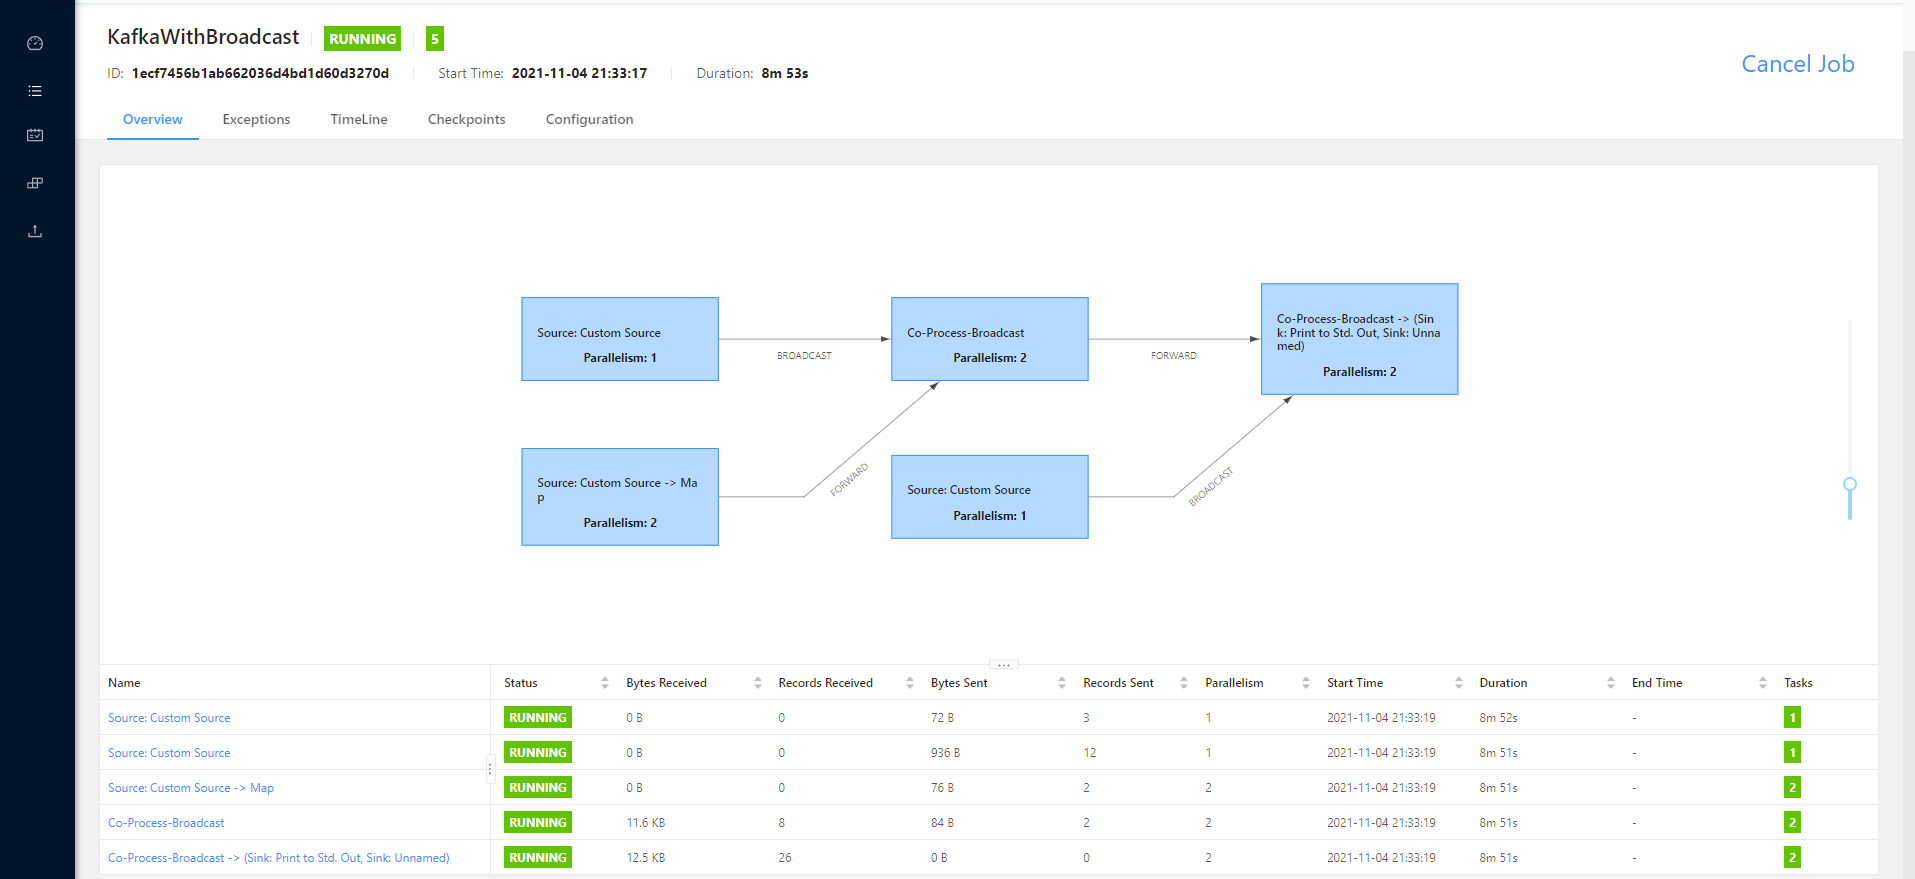 KafkaWithBroadcast RUNNING 5
ID: 1ecf7456b1ab662036d4bd1d60d3270d Start Time: 2021-11-04 21:33:17 Duration: 8m 53s
Cancel Job
Overview Exceptions TimeLine Checkpoints Configuration
Source: Custom Source
Parallelism: 1
BROADCAST
Co-Process-Broadcast
Parallelism: 2
FORWARD
Co-Process-Broadcast -> (Sin
k: Print to Std. Out, Sink: Unna
med)
Parallelism: 2
Source: Custom Source -> Ma
p
Parallelism: 2
FORWARD
Source: Custom Source
Parallelism: 1
BROADCAST
Name Status Bytes Received Records Received Bytes Sent Records Sent Parallelism Start Time Duration End Time Tasks
Source: Custom Source RUNNING 0 B 0 72 B 3 1 2021-11-04 21:33:19 8m 52s - 1
Source: Custom Source RUNNING 0 B 0 936 B 12 1 2021-11-04 21:33:19 8m 51s - 1
Source: Custom Source -> Map RUNNING 0 B 0 76 B 2 2 2021-11-04 21:33:19 8m 51s - 2
Co-Process-Broadcast RUNNING 11.6 KB 8 84 B 2 2 2021-11-04 21:33:19 8m 51s - 2
Co-Process-Broadcast -> (Sink: Print to Std. Out, Sink: Unnamed) RUNNING 12.5 KB 26 0 B 0 2 2021-11-04 21:33:19 8m 51s - 2